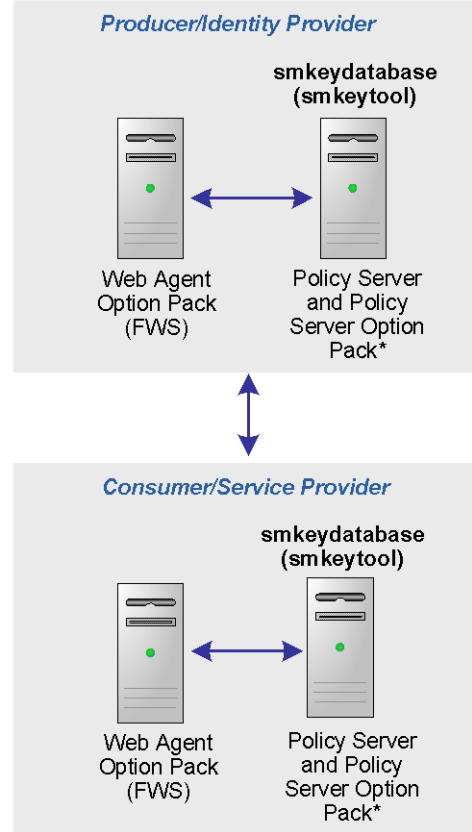 Producer/Identity Provider
smkeydatabase
(smkeytool)
Web Agent
Option Pack
(FWS)
Policy Server
and Policy
Server Option
Pack*
Consumer/Service Provider
smkeydatabase
(smkeytool)
Web Agent
Option Pack
(FWS)
Policy Server
and Policy
Server Option
Pack*